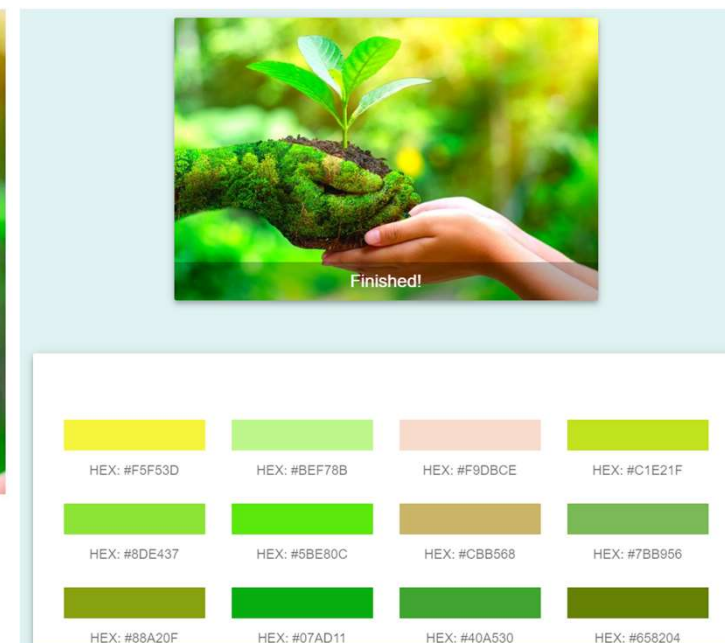 Finished!
HEX: #F5F53D HEX: #BEF78B HEX: #F9DBCE HEX: #C1E21F
HEX: #8DE437 HEX: #5BE80C HEX: #CBB568 HEX: #7BB956
HEX: #88A20F HEX: #07AD11 HEX: #40A530 HEX: #658204